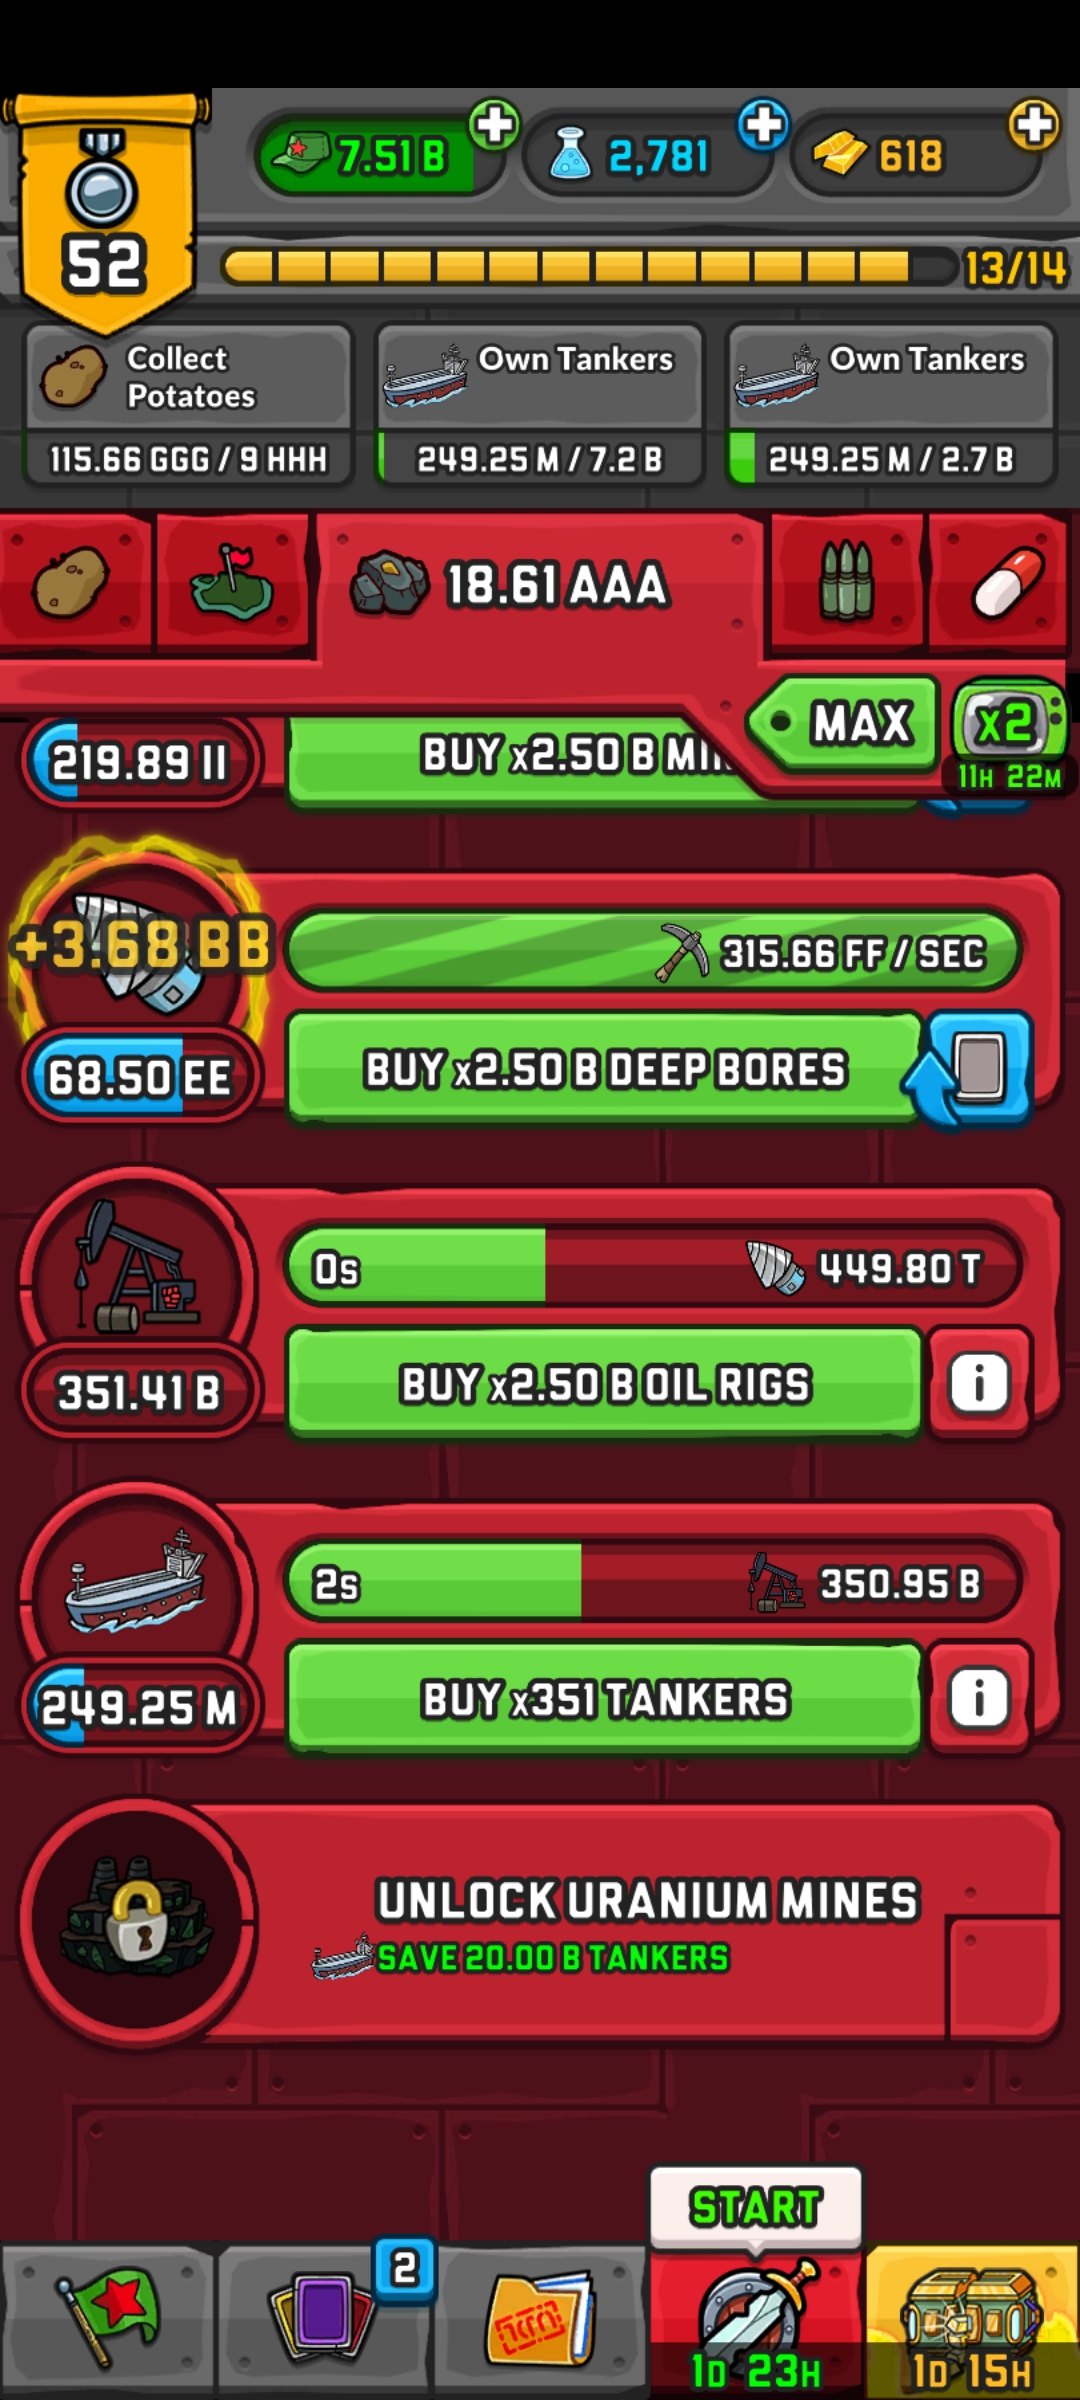 7.51 B
2,781
618
52
13/14
Collect
Potatoes
115.66 GGG / 9 HHH
Own Tankers
249.25 M / 7.2 B
Own Tankers
249.25 M / 2.7 B
18.61 AAA
MAX
x2
11H 22M
219.89 II
BUY x2.50 B
+3.68 BB
315.66 FF / SEC
68.50 EE
BUY x2.50 B DEEP BORES
0s
449.80 T
351.41 B
BUY x2.50 B OIL RIGS
2s
350.95 B
249.25 M
BUY x351 TANKERS
UNLOCK URANIUM MINES
SAVE 20.00 B TANKERS
START
2
1D 23H
1D 15H